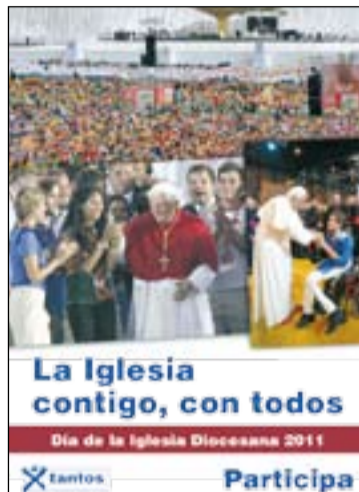 La Iglesia
contigo, con todos
Día de la Iglesia Diocesana 2011
X tantos
Participa